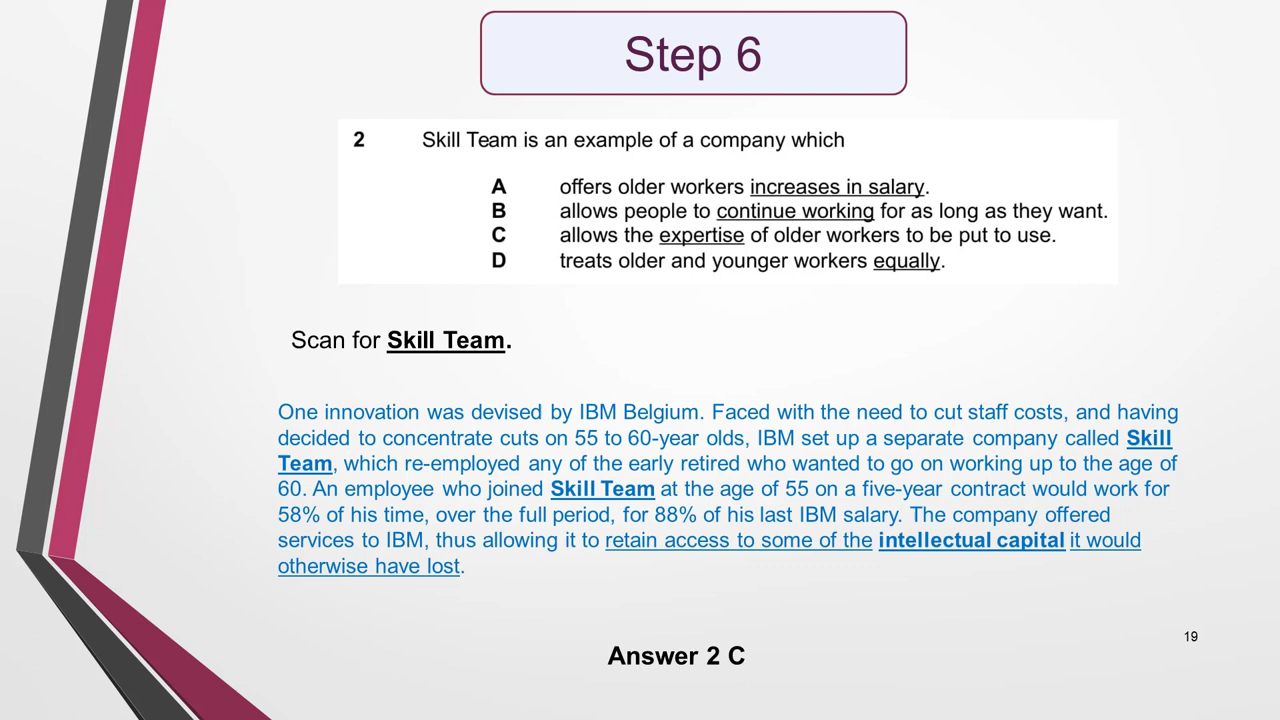 Step 6
2 Skill Team is an example of a company which
A offers older workers increases in salary.
B allows people to continue working for as long as they want.
C allows the expertise of older workers to be put to use.
D treats older and younger workers equally.
Scan for Skill Team.
One innovation was devised by IBM Belgium. Faced with the need to cut staff costs, and having
decided to concentrate cuts on 55 to 60-year olds, IBM set up a separate company called Skill
Team, which re-employed any of the early retired who wanted to go on working up to the age of
60. An employee who joined Skill Team at the age of 55 on a five-year contract would work for
58% of his time, over the full period, for 88% of his last IBM salary. The company offered
services to IBM, thus allowing it to retain access to some of the intellectual capital it would
otherwise have lost.
19
Answer 2 C